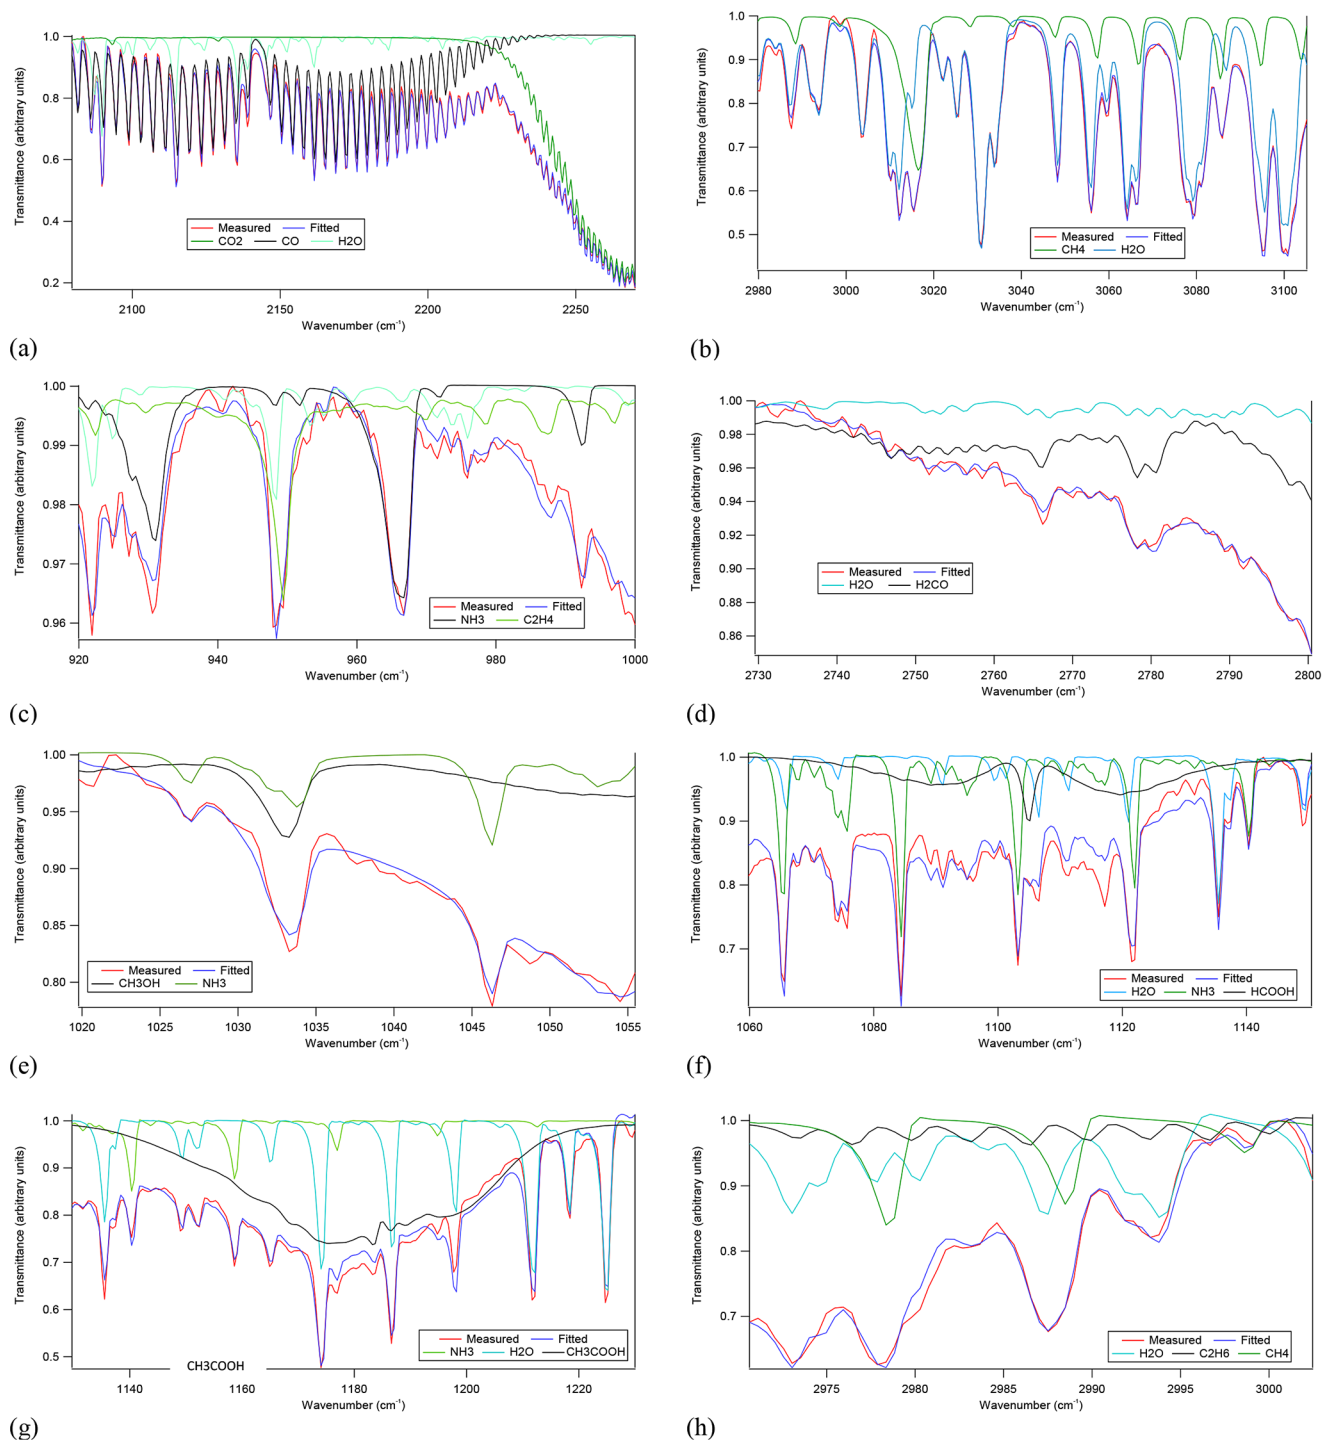 1.0
0.8
0.6
0.4
0.2
Transmittance (arbitrary units)
Measured Fitted
CO2 CO H2O
2100 2150 2200 2250
Wavenumber (cm-1)
(a)
1.0
0.9
0.8
0.7
0.6
0.5
Transmittance (arbitrary units)
Measured Fitted
CH4 H2O
2980 3000 3020 3040 3060 3080 3100
Wavenumber (cm-1)
(b)
1.00
0.99
0.98
0.97
0.96
Transmittance (arbitrary units)
Measured Fitted
NH3 C2H4
920 940 960 980 1000
Wavenumber (cm-1)
(c)
1.00
0.98
0.96
0.94
0.92
0.90
0.88
0.86
Transmittance (arbitrary units)
Measured Fitted
H2O H2CO
2730 2740 2750 2760 2770 2780 2790 2800
Wavenumber (cm-1)
(d)
1.00
0.95
0.90
0.85
0.80
Transmittance (arbitrary units)
Measured Fitted
CH3OH NH3
1020 1025 1030 1035 1040 1045 1050 1055
Wavenumber (cm-1)
(e)
1.0
0.9
0.8
0.7
Transmittance (arbitrary units)
Measured Fitted
H2O NH3 HCOOH
1060 1080 1100 1120 1140
Wavenumber (cm-1)
(f)
1.0
0.9
0.8
0.7
0.6
0.5
Transmittance (arbitrary units)
Measured Fitted
NH3 H2O CH3COOH
CH3COOH
1140 1160 1180 1200 1220
Wavenumber (cm-1)
(g)
1.0
0.9
0.8
0.7
Transmittance (arbitrary units)
Measured Fitted
H2O C2H6 CH4
2975 2980 2985 2990 2995 3000
Wavenumber (cm-1)
(h)